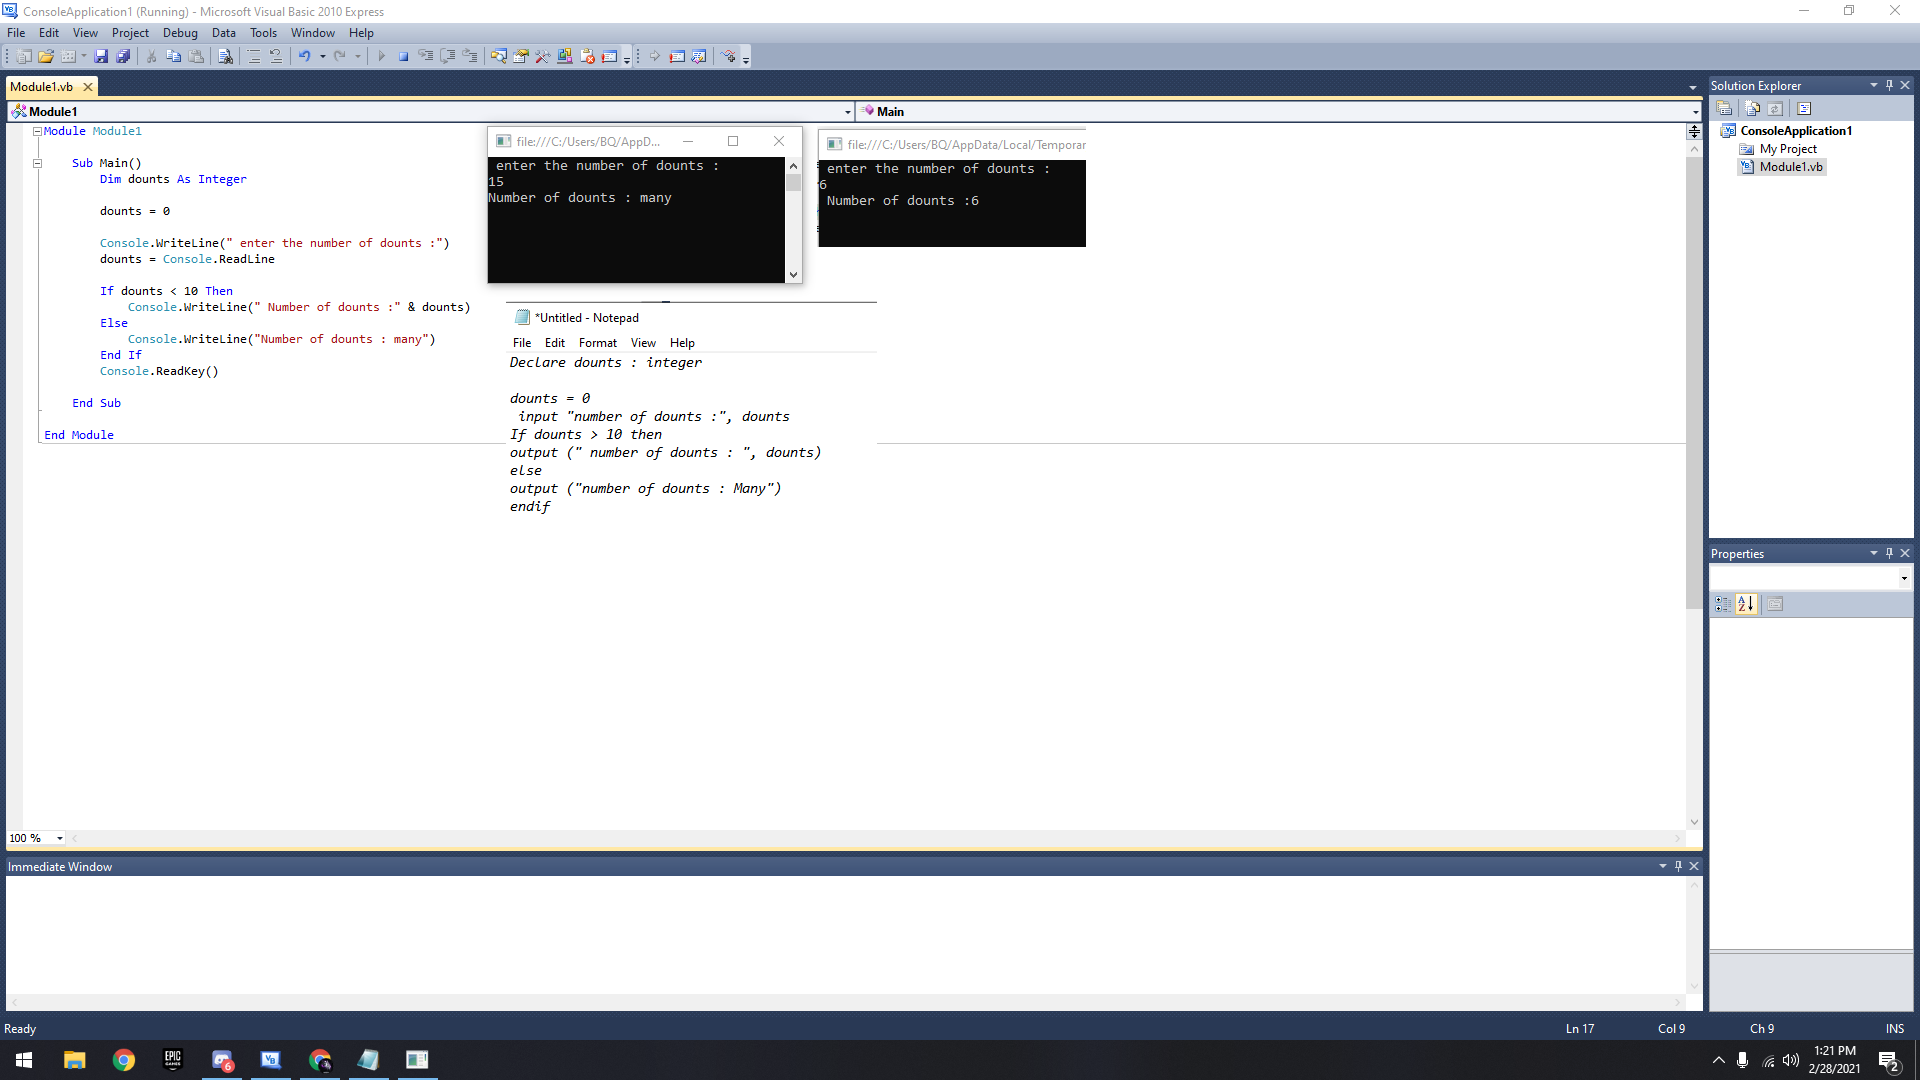 ConsoleApplication1 (Running) - Microsoft Visual Basic 2010 Express
File Edit View Project Debug Data Tools Window Help
Module1.vb
Module1
Main
Module Module1
Sub Main()
Dim dounts As Integer
dounts = 0
Console.WriteLine(" enter the number of dounts :")
dounts = Console.ReadLine
If dounts < 10 Then
Console.WriteLine(" Number of dounts :" & dounts)
Else
Console.WriteLine("Number of dounts : many")
End If
Console.ReadKey()
End Sub
End Module
file:///C:/Users/BQ/AppD...
enter the number of dounts :
15
Number of dounts : many
file:///C:/Users/BQ/AppData/Local/Temporar
enter the number of dounts :
6
Number of dounts :6
*Untitled - Notepad
File Edit Format View Help
Declare dounts : integer
dounts = 0
input "number of dounts :", dounts
If dounts > 10 then
output (" number of dounts : ", dounts)
else
output ("number of dounts : Many")
endif
Solution Explorer
ConsoleApplication1
My Project
Module1.vb
Properties
100 %
Immediate Window
Ready
Ln 17
Col 9
Ch 9
INS
EPIC
GAMES
6
VB
1:21 PM
2/28/2021
2